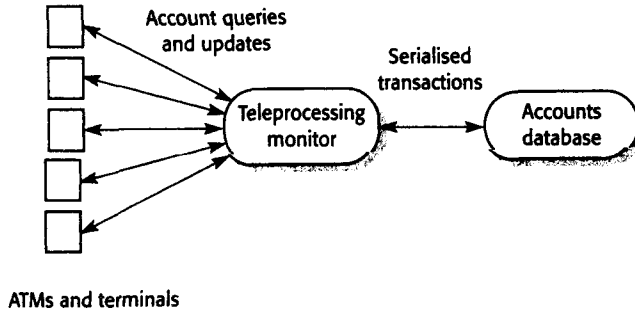 Account queries
and updates
Serialised
transactions
Teleprocessing
monitor
Accounts
database
ATMs and terminals